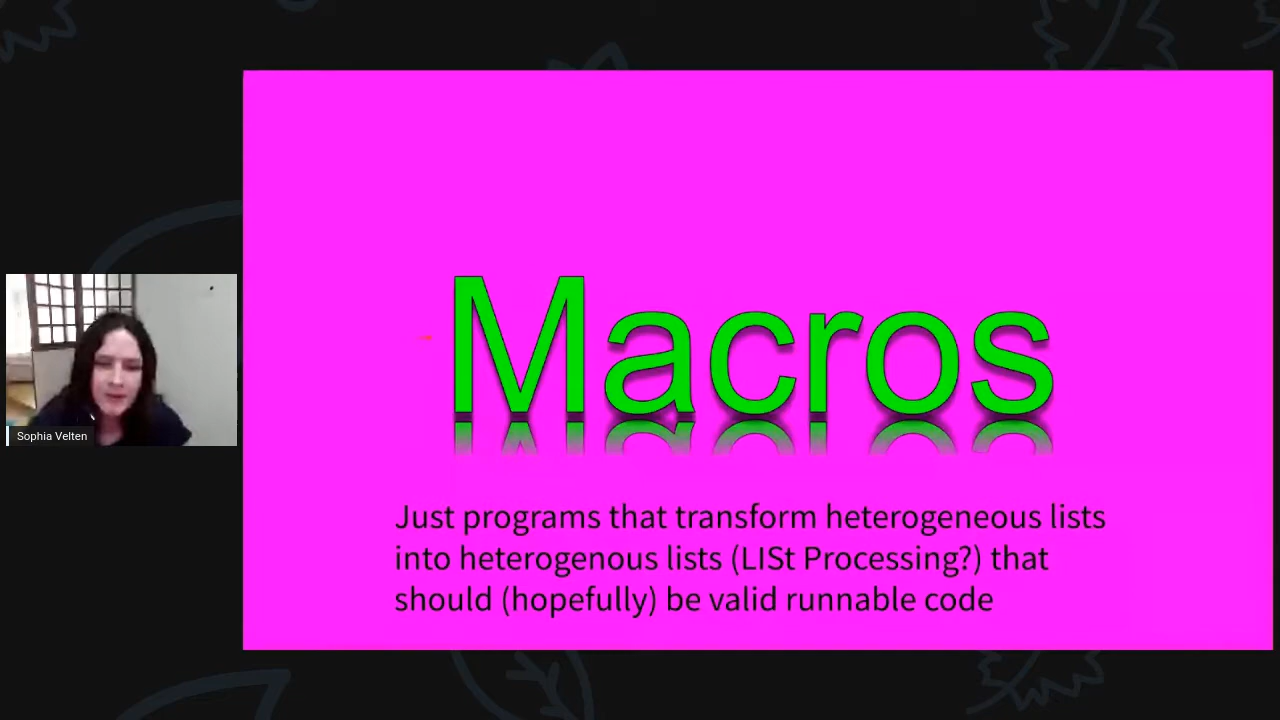 Sophia Velten
Macros
Just programs that transform heterogeneous lists
into heterogenous lists (LISt Processing?) that
should (hopefully) be valid runnable code